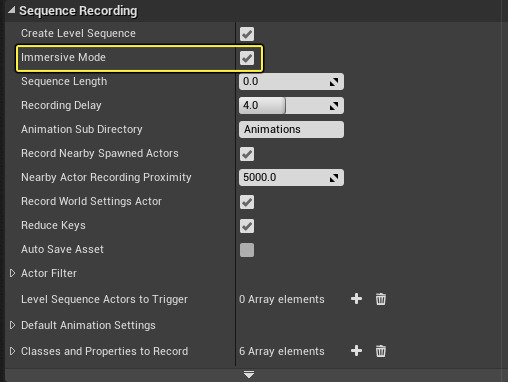 Sequence Recording
Create Level Sequence
Immersive Mode
Sequence Length 0.0
Recording Delay 4.0
Animation Sub Directory Animations
Record Nearby Spawned Actors
Nearby Actor Recording Proximity 5000.0
Record World Settings Actor
Reduce Keys
Auto Save Asset
Actor Filter
Level Sequence Actors to Trigger 0 Array elements
Default Animation Settings
Classes and Properties to Record 6 Array elements